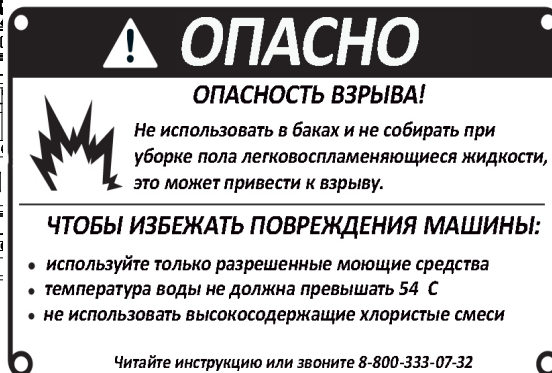 ОПАСНО
ОПАСНОСТЬ ВЗРЫВА!
Не использовать в баках и не собирать при
уборке пола легковоспламеняющиеся жидкости,
это может привести к взрыву.
ЧТОБЫ ИЗБЕЖАТЬ ПОВРЕЖДЕНИЯ МАШИНЫ:
• используйте только разрешенные моющие средства
• температура воды не должна превышать 54 С
• не использовать высокосодержащие хлористые смеси
Читайте инструкцию или звоните 8-800-333-07-32